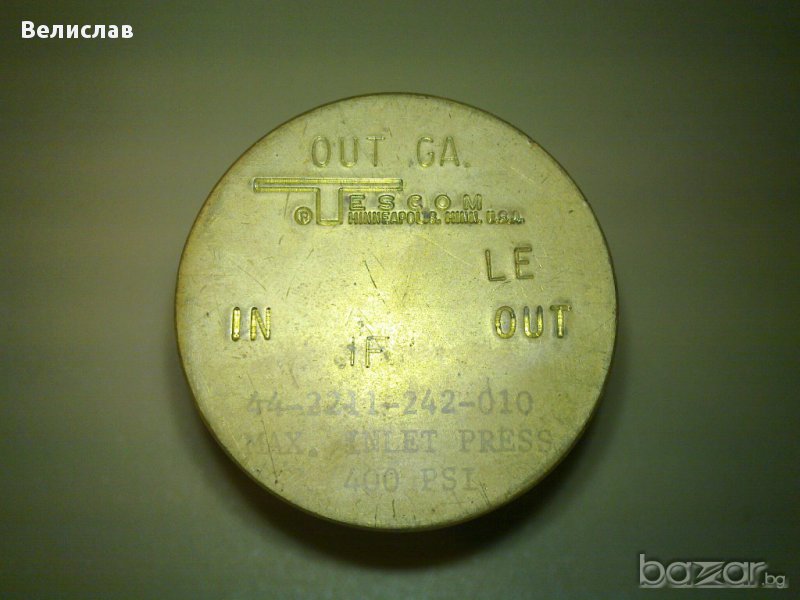 Велислав
OUT GA.
TESCOM
® MINNEAPOLIS, MINN. U.S.A.
LE
IN OUT
IF
44-2211-242-010
MAX. INLET PRESS
400 PSI
bazar.bg